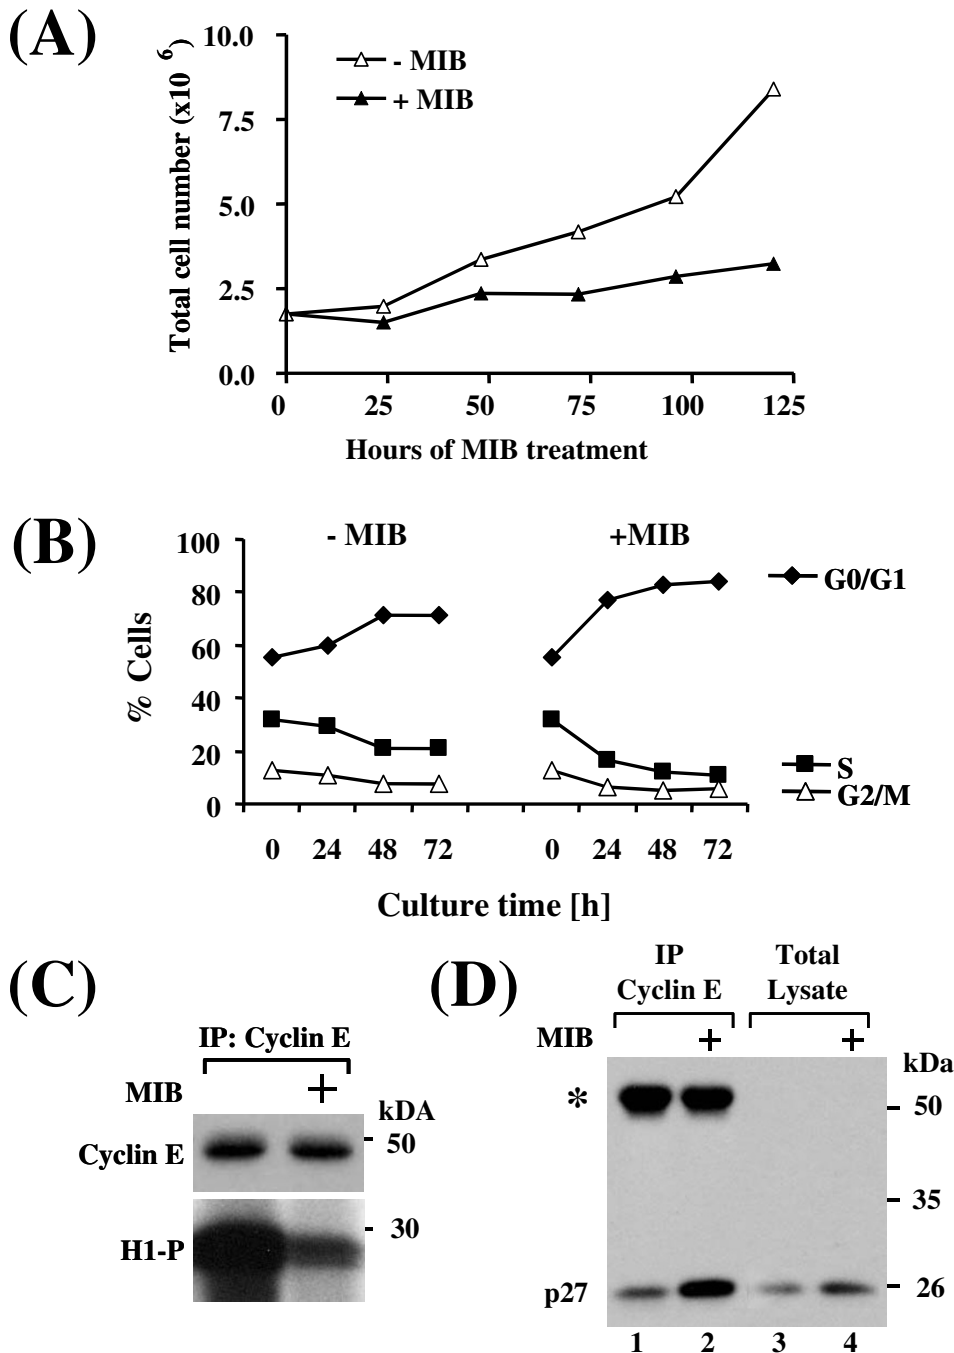 (A)
Total cell number (x10 6)
10.0
7.5
5.0
2.5
0.0
- MIB
+ MIB
0 25 50 75 100 125
Hours of MIB treatment
(B)
% Cells
100
80
60
40
20
0
- MIB +MIB
G0/G1
S
G2/M
0 24 48 72 0 24 48 72
Culture time [h]
(C)
IP: Cyclin E
MIB +
kDA
Cyclin E 50
H1-P 30
(D)
IP Total
Cyclin E Lysate
MIB + +
kDa
* 50
35
p27 26
1 2 3 4